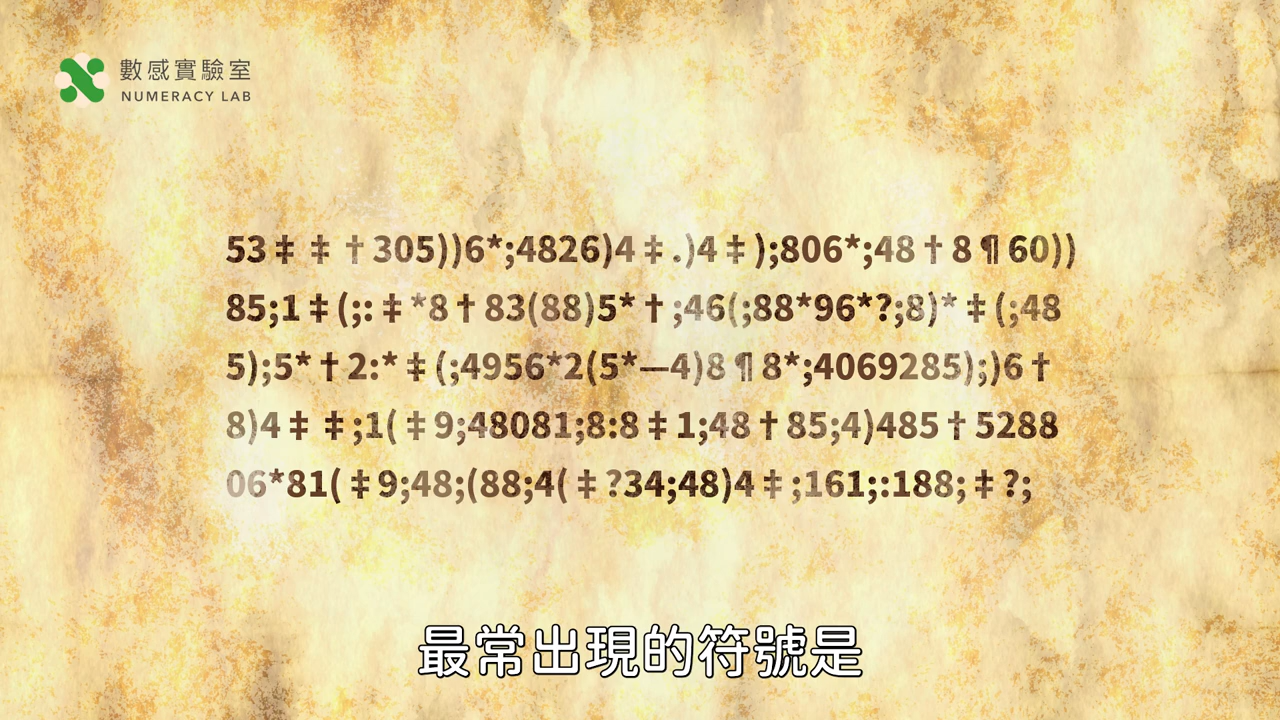 數感實驗室
NUMERACY LAB
53‡‡†305))6*;4826)4‡.)4‡);806*;48†8¶60))
85;1‡(;:‡*8†83(88)5*†;46(;88*96*?;8)*‡(;48
5);5*†2:*‡(;4956*2(5*—4)8¶8*;4069285);)6†
8)4‡‡;1(‡9;48081;8:8‡1;48†85;4)485†5288
06*81(‡9;48;(88;4(‡?34;48)4‡;161;:188;‡?;
最常出現的符號是